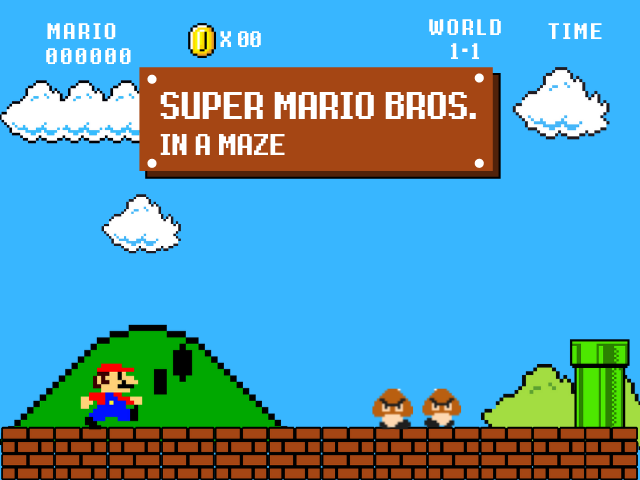 MARIO
000000
X 00
WORLD
1-1
TIME
SUPER MARIO BROS.
IN A MAZE